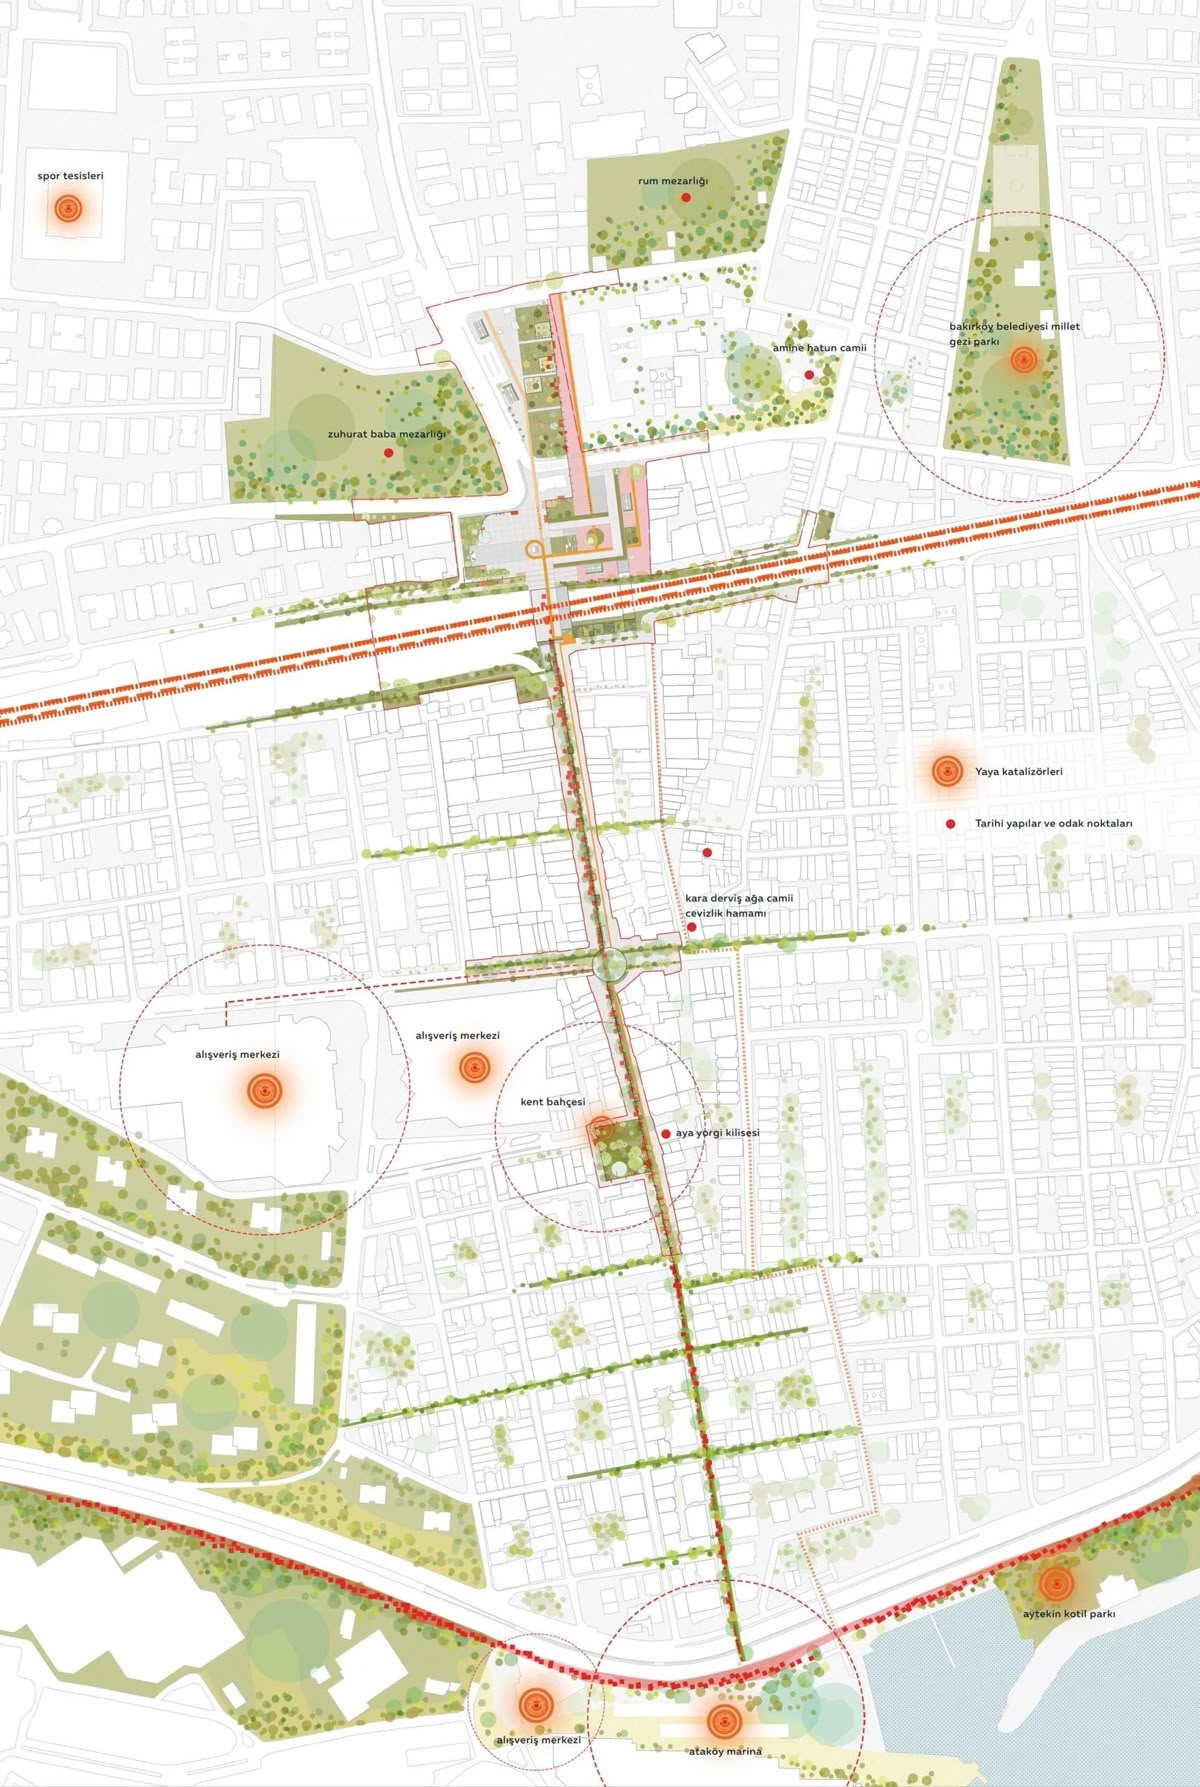 spor tesisleri
rum mezarlığı
bakırköy belediyesi millet
gezi parkı
amine hatun camii
zuhurat baba mezarlığı
Yaya katalizörleri
Tarihi yapılar ve odak noktaları
kara derviş ağa camii
cevizlik hamamı
alışveriş merkezi
alışveriş merkezi
kent bahçesi
aya yorgi kilisesi
aytekin kotil parkı
alışveriş merkezi
ataköy marina